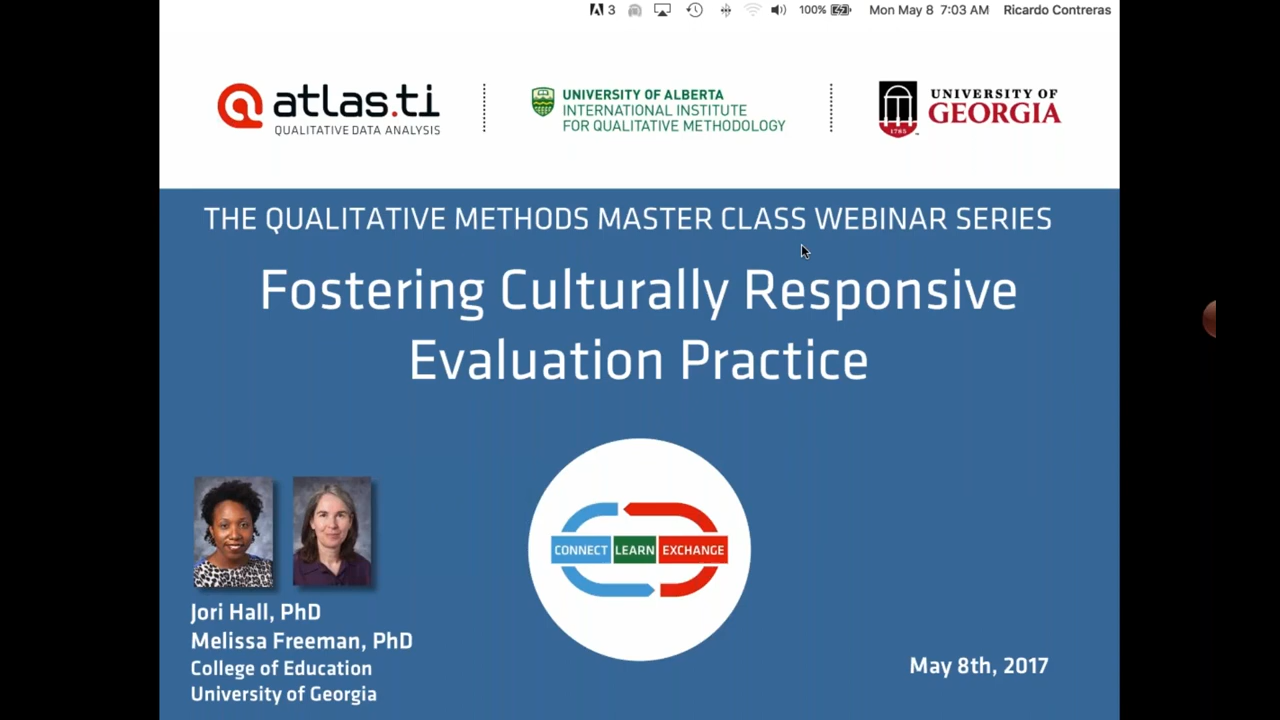 3 100% Mon May 8 7:03 AM Ricardo Contreras
atlas.ti
QUALITATIVE DATA ANALYSIS
UNIVERSITY OF ALBERTA
INTERNATIONAL INSTITUTE
FOR QUALITATIVE METHODOLOGY
1785
UNIVERSITY OF
GEORGIA
THE QUALITATIVE METHODS MASTER CLASS WEBINAR SERIES
Fostering Culturally Responsive
Evaluation Practice
CONNECT LEARN EXCHANGE
Jori Hall, PhD
Melissa Freeman, PhD
College of Education
University of Georgia
May 8th, 2017